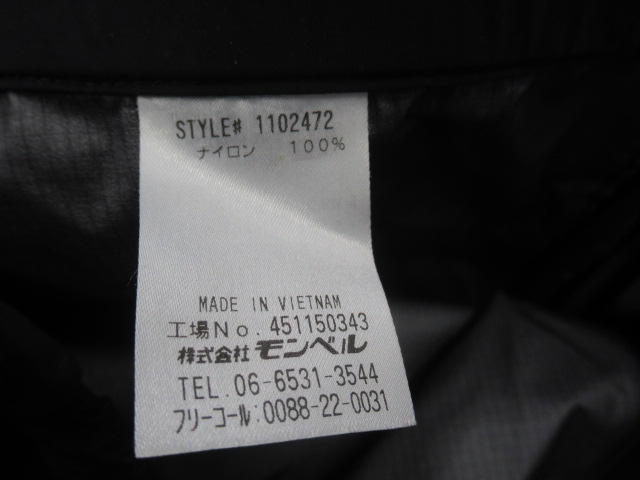 STYLE# 1102472
ナイロン 100%
MADE IN VIETNAM
工場No. 451150343
株式会社 モンベル
TEL. 06-6531-3544
フリーコール:0088-22-0031